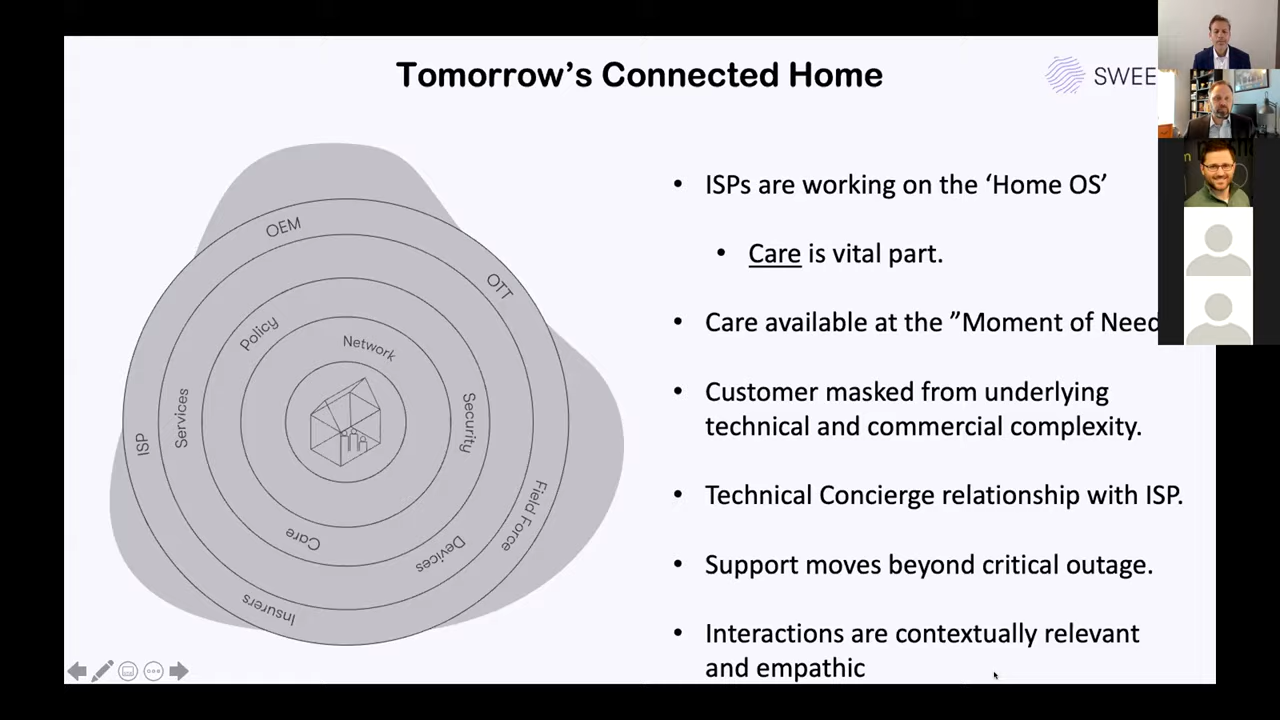 Tomorrow’s Connected Home
SWEE
• ISPs are working on the ‘Home OS’
• Care is vital part.
• Care available at the ”Moment of Need
• Customer masked from underlying
technical and commercial complexity.
• Technical Concierge relationship with ISP.
• Support moves beyond critical outage.
• Interactions are contextually relevant
and empathic
OEM
OTT
Policy
Network
Services
Security
ISP
Field Force
Care
Devices
Insurers